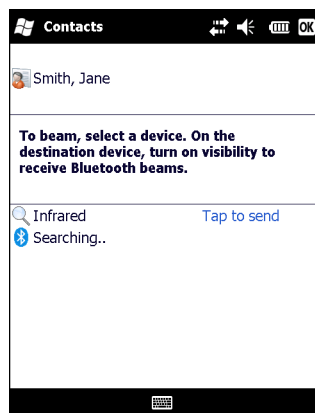 Contacts
OK
Smith, Jane
To beam, select a device. On the
destination device, turn on visibility to
receive Bluetooth beams.
Infrared Tap to send
Searching..